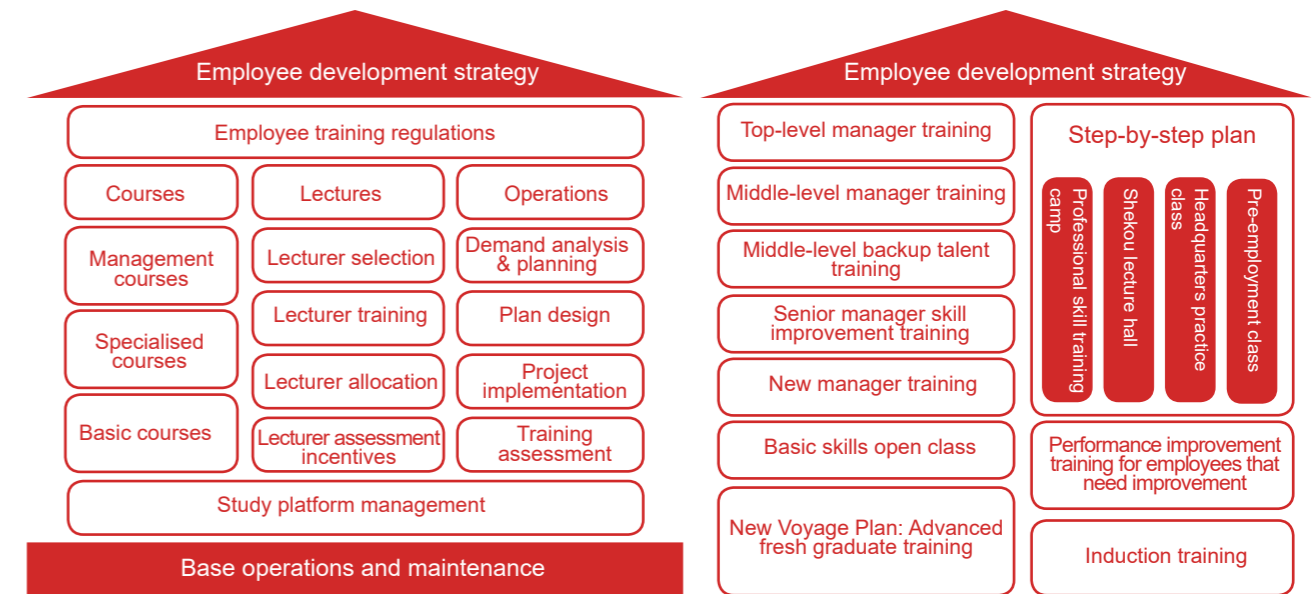 Employee development strategy
Employee training regulations
Courses
Management
courses
Specialised
courses
Basic courses
Lectures
Lecturer selection
Lecturer training
Lecturer allocation
Lecturer assessment
incentives
Operations
Demand analysis
& planning
Plan design
Project
implementation
Training
assessment
Study platform management
Base operations and maintenance
Employee development strategy
Top-level manager training
Middle-level manager training
Middle-level backup talent
training
Senior manager skill
improvement training
New manager training
Basic skills open class
New Voyage Plan: Advanced
fresh graduate training
Step-by-step plan
Professional skill training
camp
Shekou lecture hall
Headquarters practice
class
Pre-employment class
Performance improvement
training for employees that
need improvement
Induction training